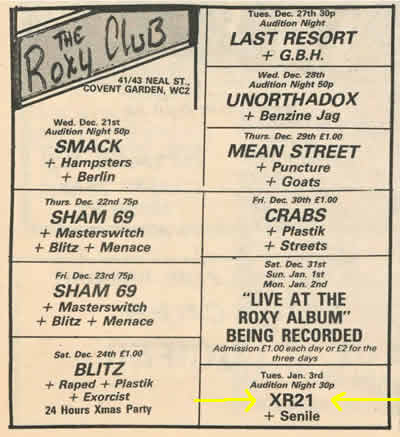 THE
Roxy CLUB
41/43 NEAL ST.,
COVENT GARDEN, WC2
Wed. Dec. 21st
Audition Night 50p
SMACK
+ Hampsters
+ Berlin
Thurs. Dec. 22nd 75p
SHAM 69
+ Masterswitch
+ Blitz + Menace
Fri. Dec. 23rd 75p
SHAM 69
+ Masterswitch
+ Blitz + Menace
Sat. Dec. 24th £1.00
BLITZ
+ Raped + Plastik
+ Exorcist
24 Hours Xmas Party
Tues. Dec. 27th 30p
Audition Night
LAST RESORT
+ G.B.H.
Wed. Dec. 28th
Audition Night 50p
UNORTHADOX
+ Benzine Jag
Thurs. Dec. 29th £1.00
MEAN STREET
+ Puncture
+ Goats
Fri. Dec. 30th £1.00
CRABS
+ Plastik
+ Streets
Sat. Dec. 31st
Sun. Jan. 1st
Mon. Jan. 2nd
"LIVE AT THE
ROXY ALBUM"
BEING RECORDED
Admission £1.00 each day or £2 for the
three days
Tues. Jan. 3rd
Audition Night 30p
XR21
+ Senile